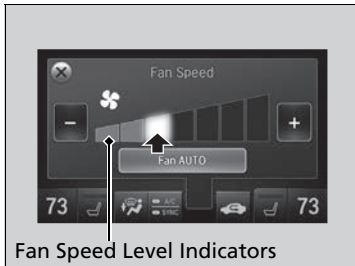 Fan Speed
-
+
Fan AUTO
73
A/C
SYNC
73
Fan Speed Level Indicators